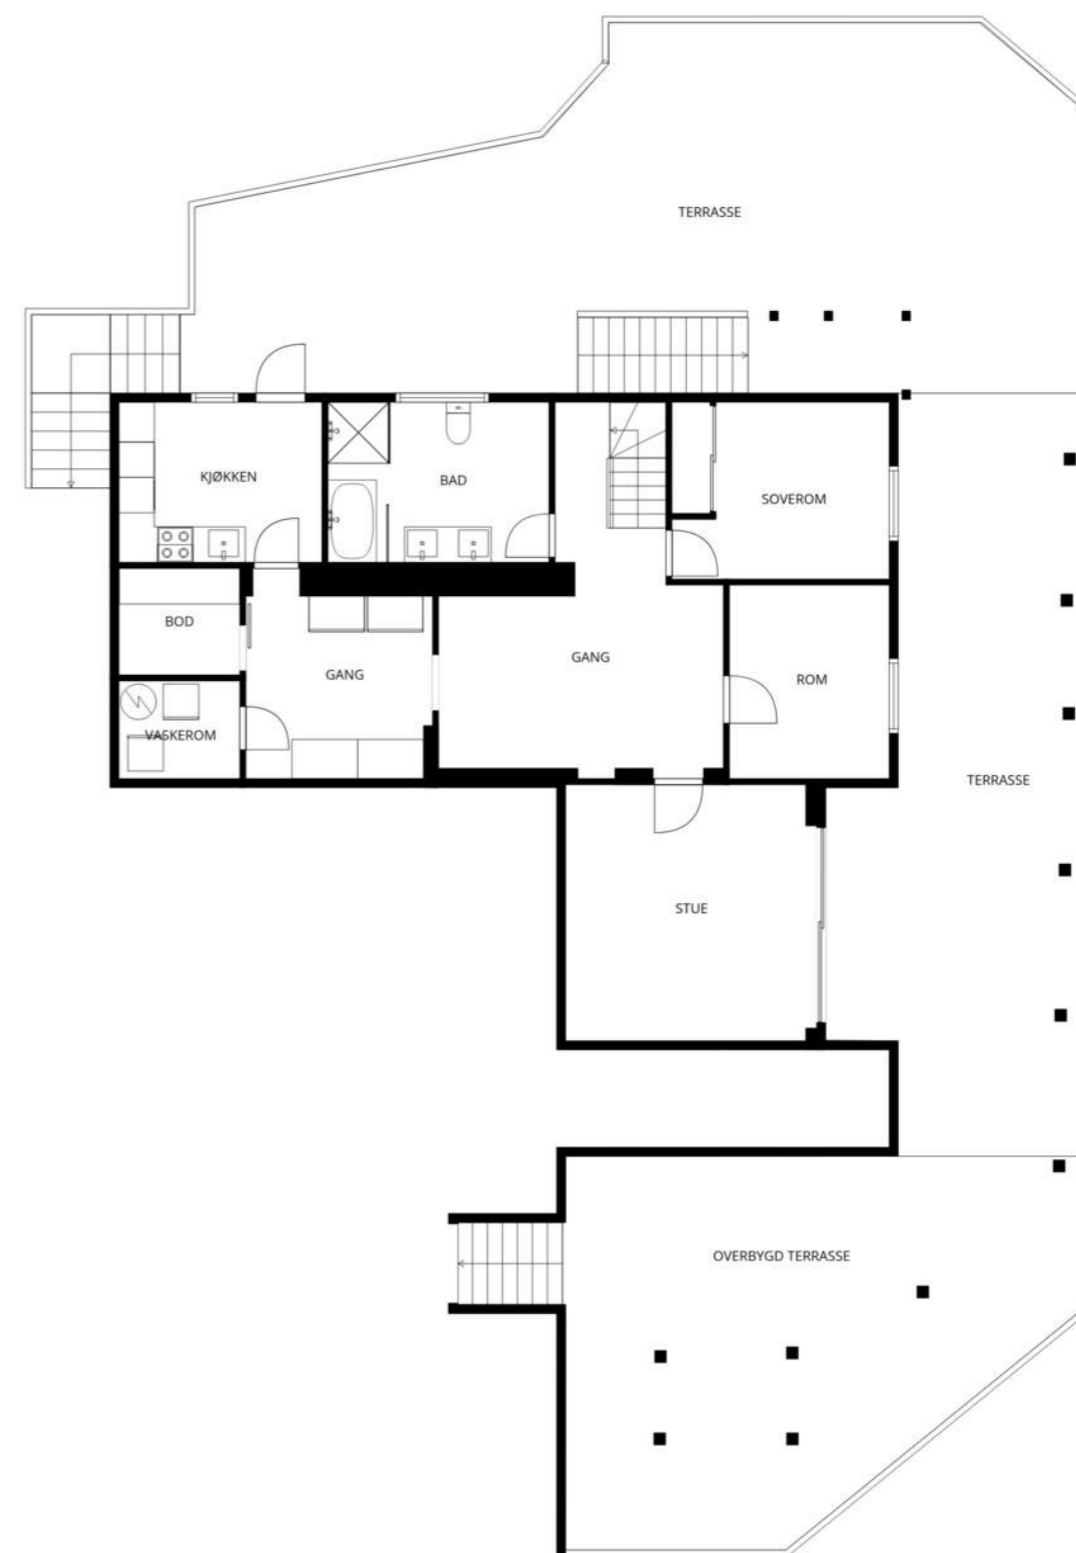 TERRASSE
KJØKKEN
BAD
SOVEROM
BOD
GANG
GANG
ROM
VASKEROM
TERRASSE
STUE
OVERBYGD TERRASSE